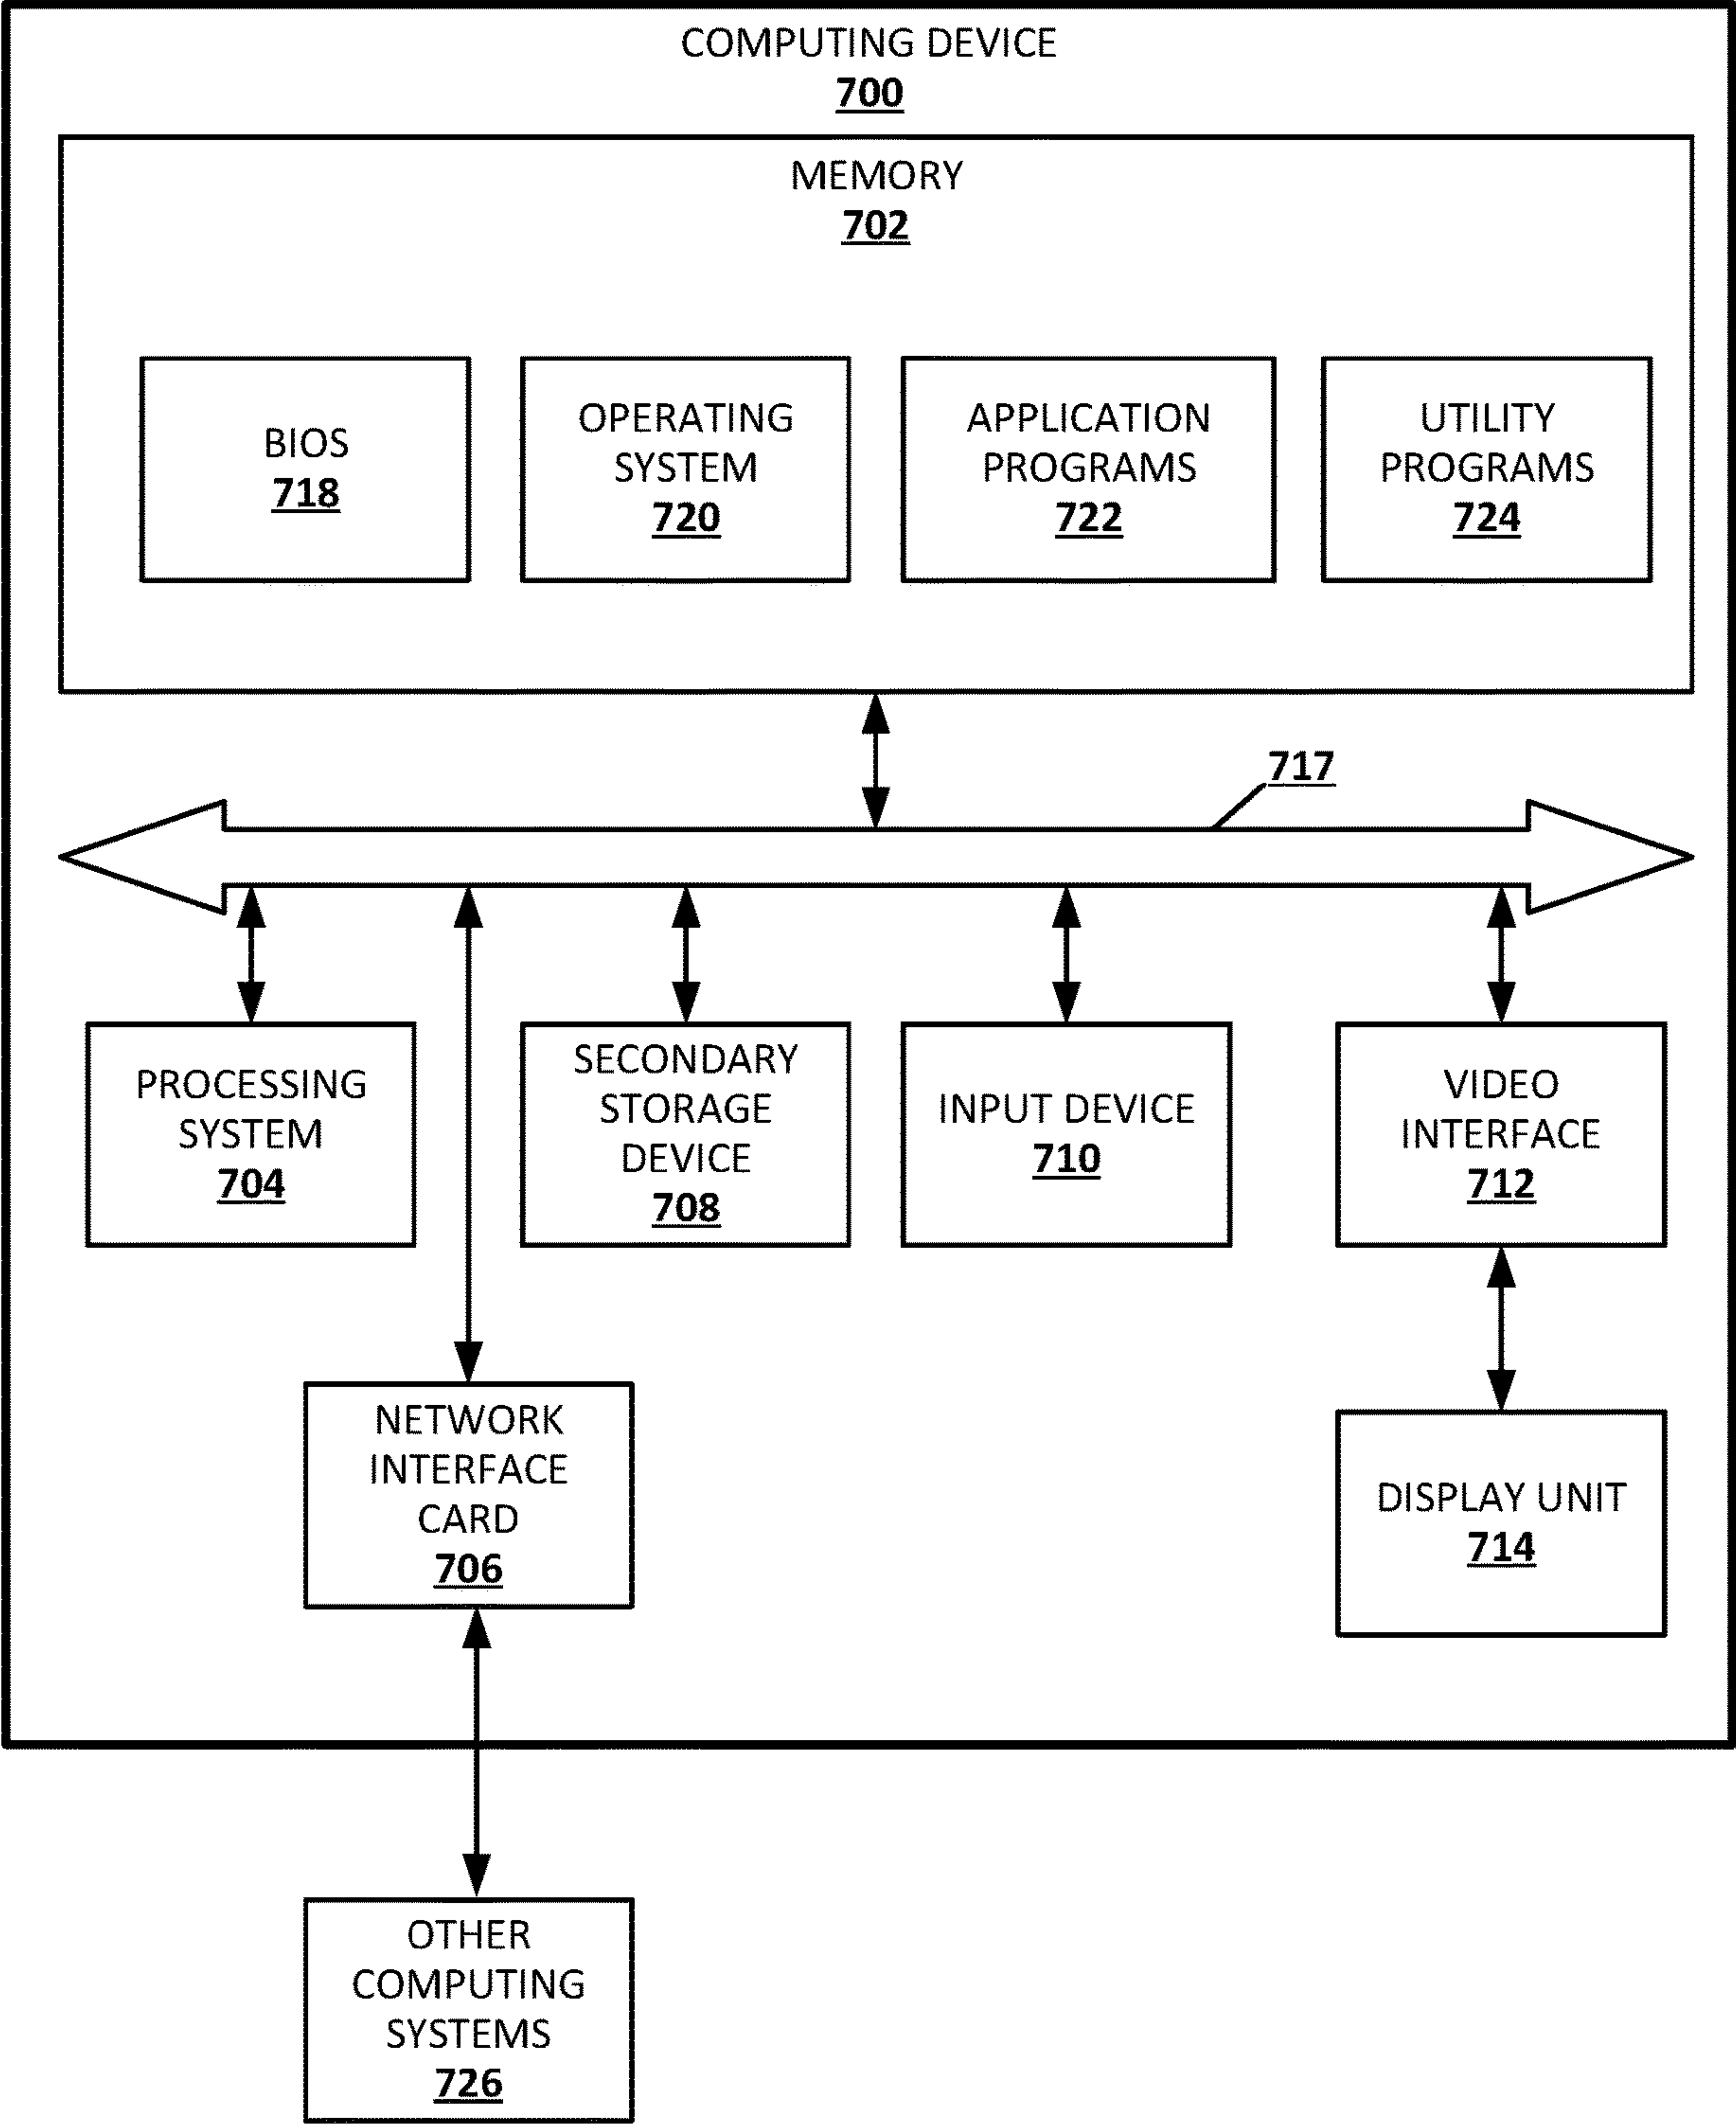 COMPUTING DEVICE
700
MEMORY
702
BIOS
718
OPERATING
SYSTEM
720
APPLICATION
PROGRAMS
722
UTILITY
PROGRAMS
724
717
PROCESSING
SYSTEM
704
SECONDARY
STORAGE
DEVICE
708
INPUT DEVICE
710
VIDEO
INTERFACE
712
NETWORK
INTERFACE
CARD
706
DISPLAY UNIT
714
OTHER
COMPUTING
SYSTEMS
726